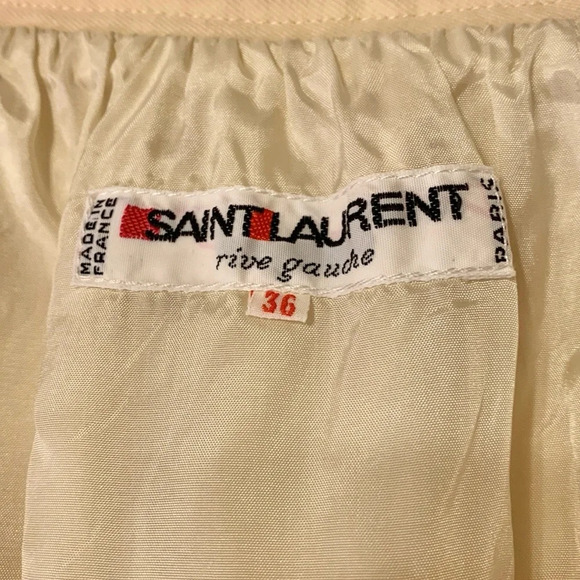 MADE IN
FRANCE
SAINT LAURENT
rive gauche
PARIS
36